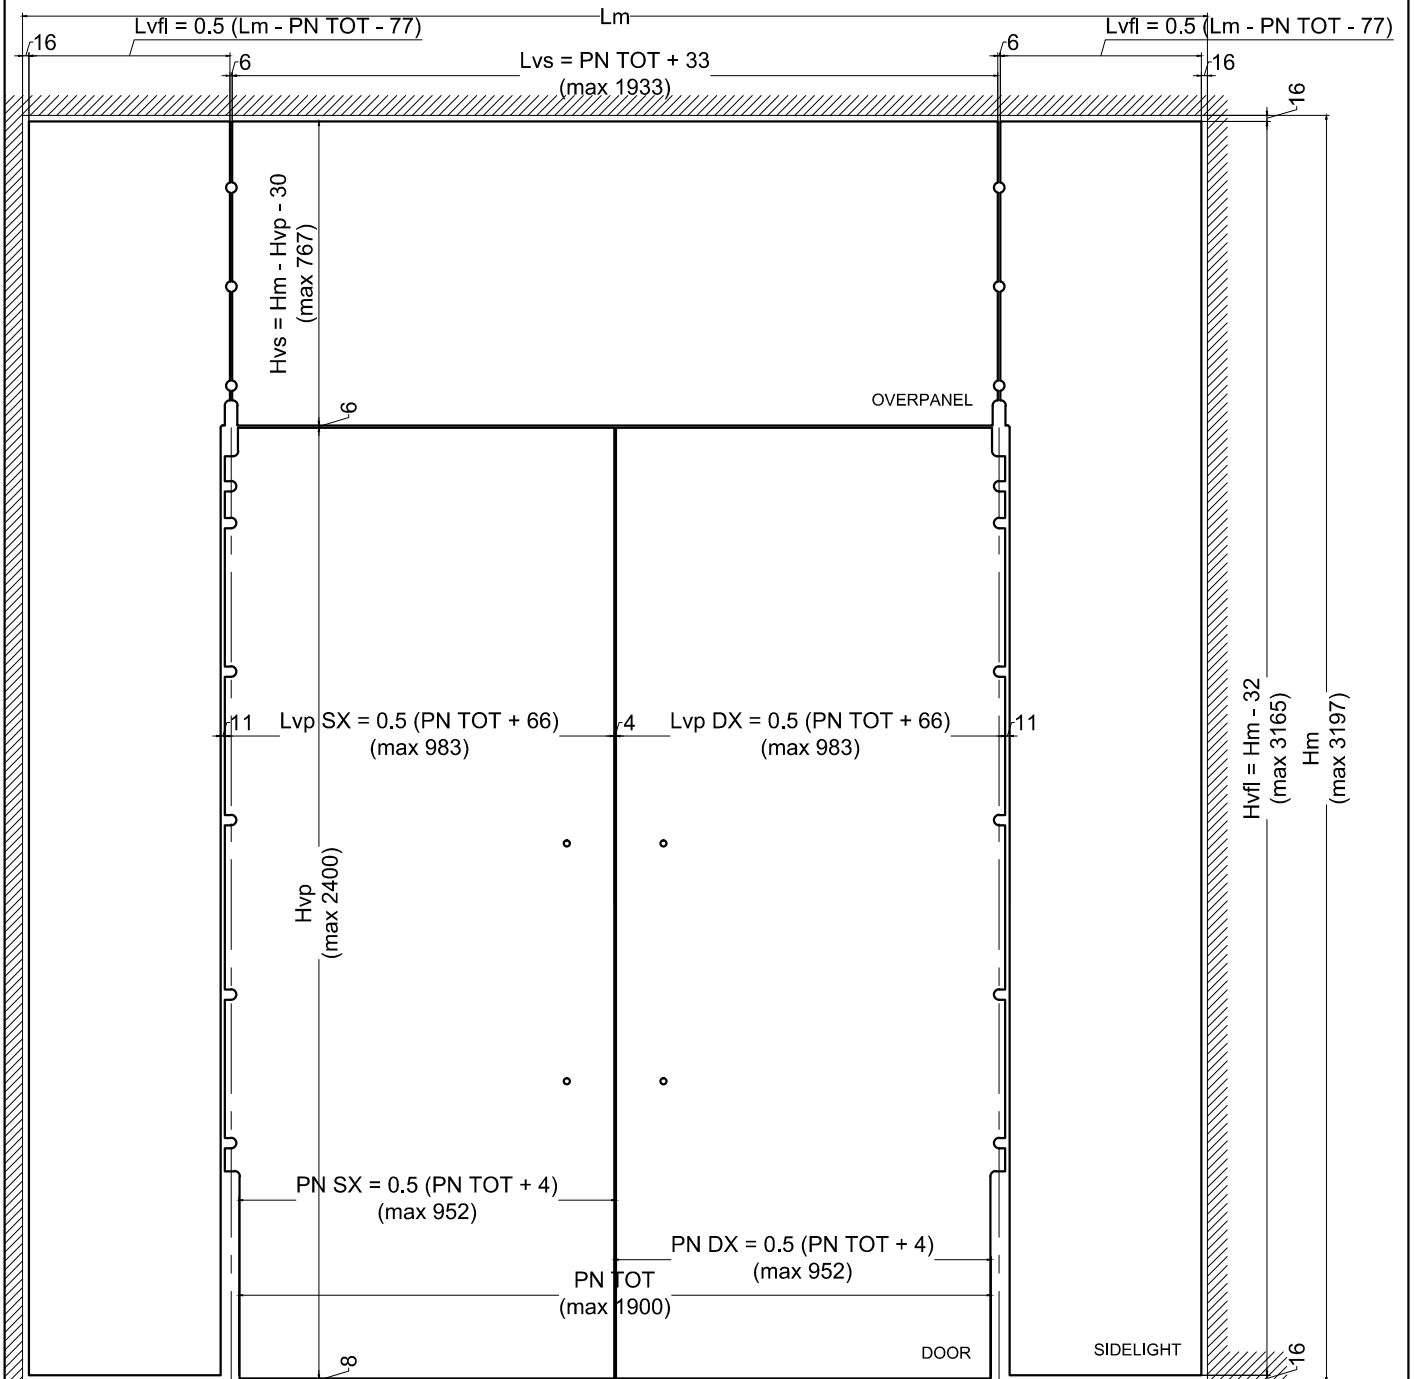 Lm
Lvfl = 0.5 (Lm - PN TOT - 77)
Lvfl = 0.5 (Lm - PN TOT - 77)
16
6
Lvs = PN TOT + 33
(max 1933)
6
16
16
Hvs = Hm - Hvp - 30
(max 767)
6
OVERPANEL
11
Lvp SX = 0.5 (PN TOT + 66)
(max 983)
4
Lvp DX = 0.5 (PN TOT + 66)
(max 983)
11
Hvfl = Hm - 32
(max 3165)
Hm
(max 3197)
Hvp
(max 2400)
PN SX = 0.5 (PN TOT + 4)
(max 952)
PN DX = 0.5 (PN TOT + 4)
(max 952)
PN TOT
(max 1900)
8
DOOR
SIDELIGHT
16